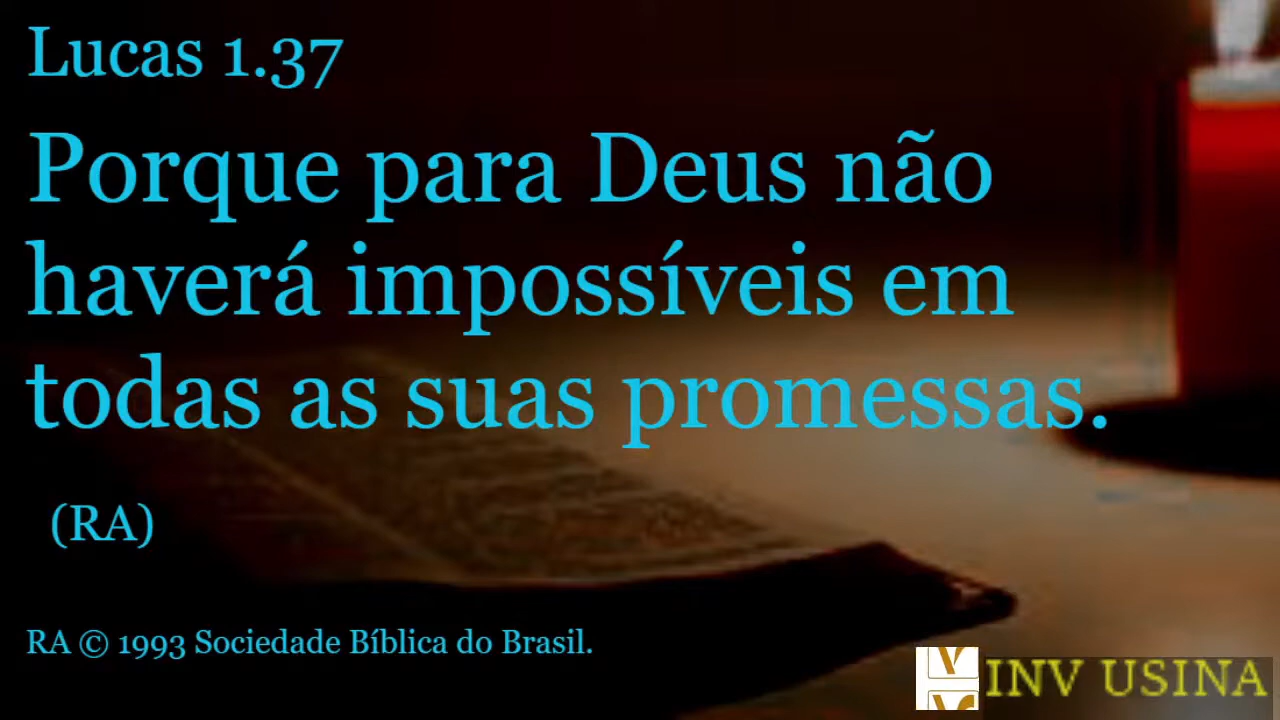 Lucas 1.37
Porque para Deus não
haverá impossíveis em
todas as suas promessas.
(RA)
RA © 1993 Sociedade Bíblica do Brasil.
INV USINA